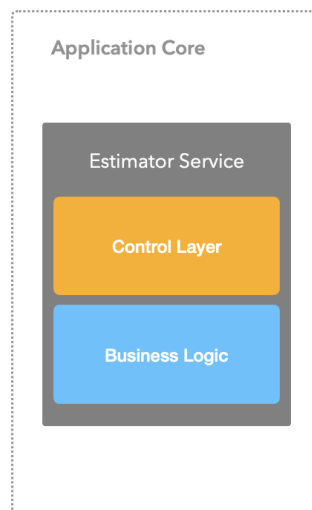 Application Core
Estimator Service
Control Layer
Business Logic